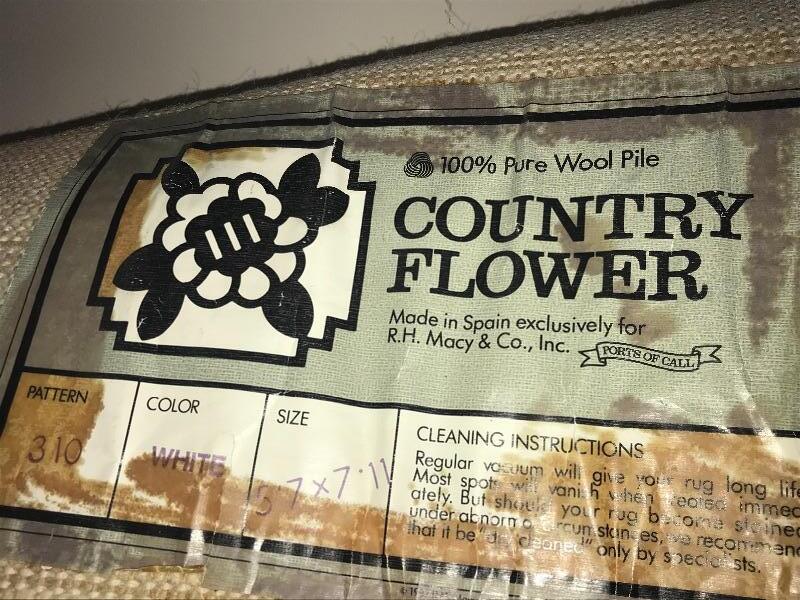 100% Pure Wool Pile
COUNTRY
FLOWER
Made in Spain exclusively for
R.H. Macy & Co., Inc.
PORTS OF CALL
PATTERN
310
COLOR
WHITE
SIZE
5 7 x 7·11
CLEANING INSTRUCTIONS
Regular vacuum will give your rug long life
Most spots will vanish when treated immed
ately. But should your rug become stained
under abnormal circumstances, we recommend
that it be "dry cleaned" only by specialists.